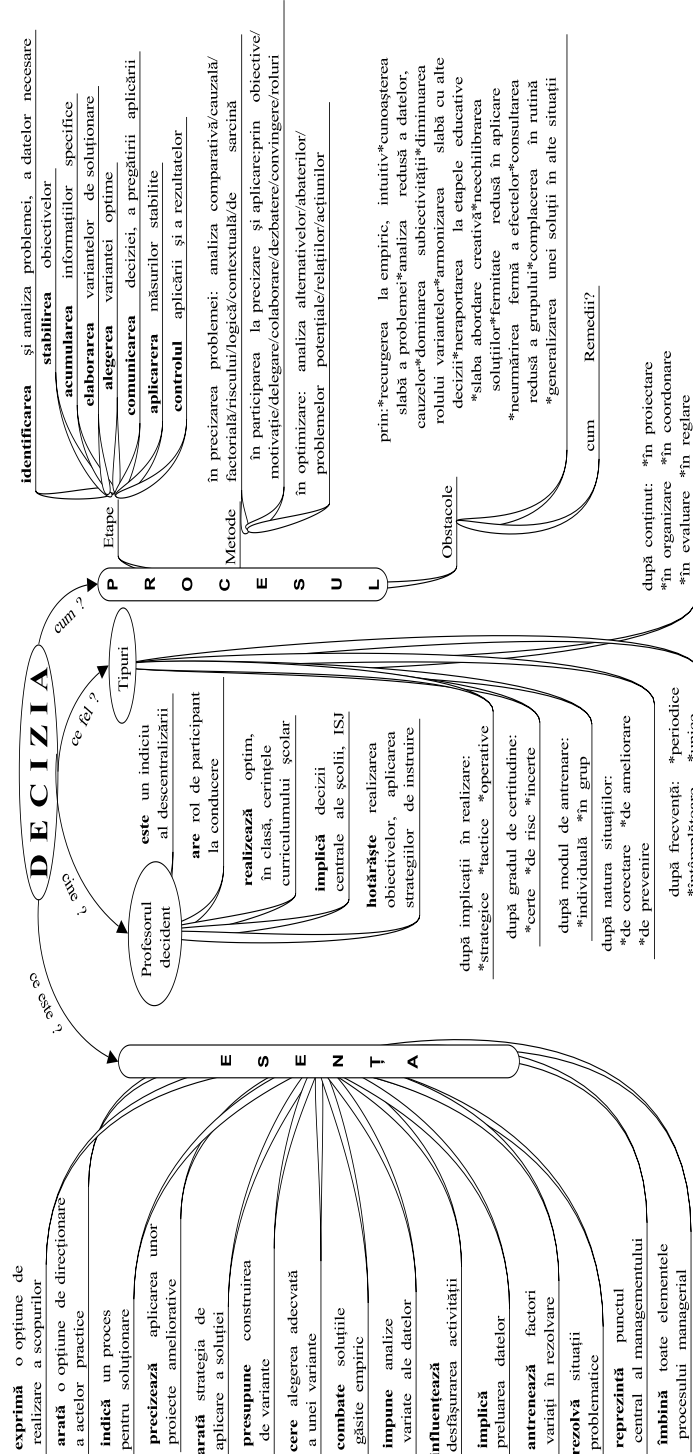 DECIZIA
ce este ?
cine ?
ce fel ?
cum ?
ESENȚA
exprimă o opțiune de
realizare a scopurilor
arată o opțiune de direcționare
a actelor practice
indică un proces
pentru soluționare
precizează aplicarea unor
proiecte ameliorative
arată strategia de
aplicare a soluției
presupune construirea
de variante
cere alegerea adecvată
a unei variante
combate soluțiile
găsite empiric
impune analize
variate ale datelor
influențează
desfășurarea activității
implică
preluarea datelor
antrenează factori
variați în rezolvare
rezolvă situații
problematice
reprezintă punctul
central al managementului
îmbină toate elementele
procesului managerial
Profesorul
decident
este un indiciu
al descentralizării
are rol de participant
la conducere
realizează optim,
în clasă, cerințele
curriculumului școlar
implică decizii
centrale ale școlii, ISJ
hotărăște realizarea
obiectivelor, aplicarea
strategiilor de instruire
Tipuri
după implicații în realizare:
*strategice *tactice *operative
după gradul de certitudine:
*certe *de risc *incerte
după modul de antrenare:
*individuală *în grup
după natura situațiilor:
*de corectare *de ameliorare
*de prevenire
după frecvență: *periodice
după conținut: *în proiectare
*în organizare *în coordonare
*în evaluare *în reglare
PROCESUL
Etape
identificarea și analiza problemei, a datelor necesare
stabilirea obiectivelor
acumularea informațiilor specifice
elaborarea variantelor de soluționare
alegerea variantei optime
comunicarea deciziei, a pregătirii aplicării
aplicarera măsurilor stabilite
controlul aplicării și a rezultatelor
Metode
în precizarea problemei: analiza comparativă/cauzală/
factorială/riscului/logică/contextuală/de sarcină
în participarea la precizare și aplicare:prin obiective/
motivație/delegare/colaborare/dezbatere/convingere/roluri
în optimizare: analiza alternativelor/abaterilor/
problemelor potențiale/relațiilor/acțiunilor
Obstacole
prin:*recurgerea la empiric, intuitiv*cunoașterea
slabă a problemei*analiza redusă a datelor,
cauzelor*dominarea subiectivității*diminuarea
rolului variantelor*armonizarea slabă cu alte
decizii*neraportarea la etapele educative
*slaba abordare creativă*neechilibrarea
soluțiilor*fermitate redusă în aplicare
*neurmărirea fermă a efectelor*consultarea
redusă a grupului*complacerea în rutină
*generalizarea unei soluții în alte situații
cum Remedii?